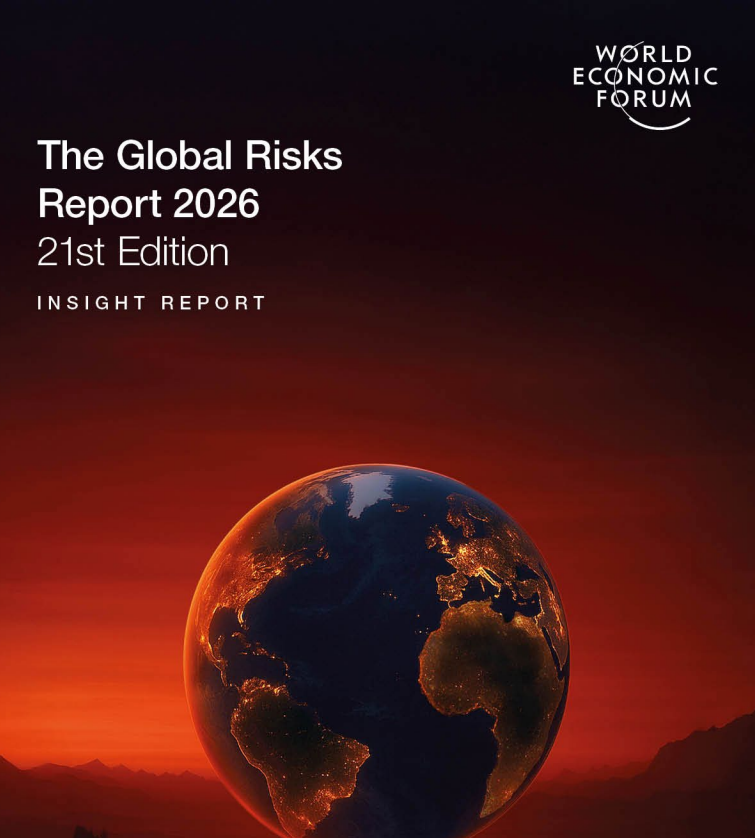 WORLD
ECONOMIC
FORUM
The Global Risks
Report 2026
21st Edition
INSIGHT REPORT